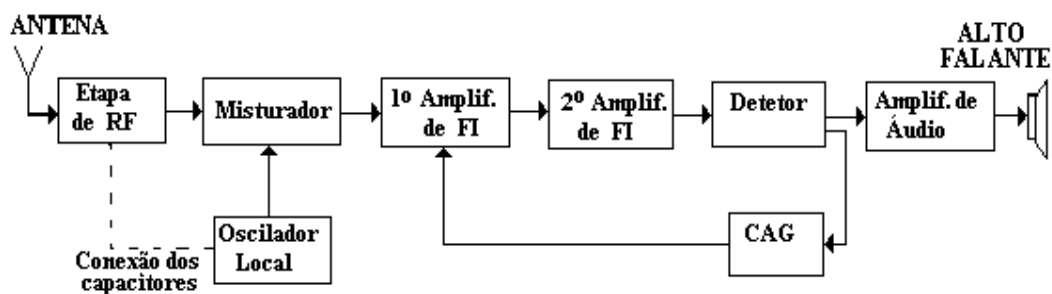 ANTENA
ALTO
FALANTE
Etapa
de RF
Misturador
1º Amplif.
de FI
2º Amplif.
de FI
Detetor
Amplif. de
Áudio
Oscilador
Local
CAG
Conexão dos
capacitores